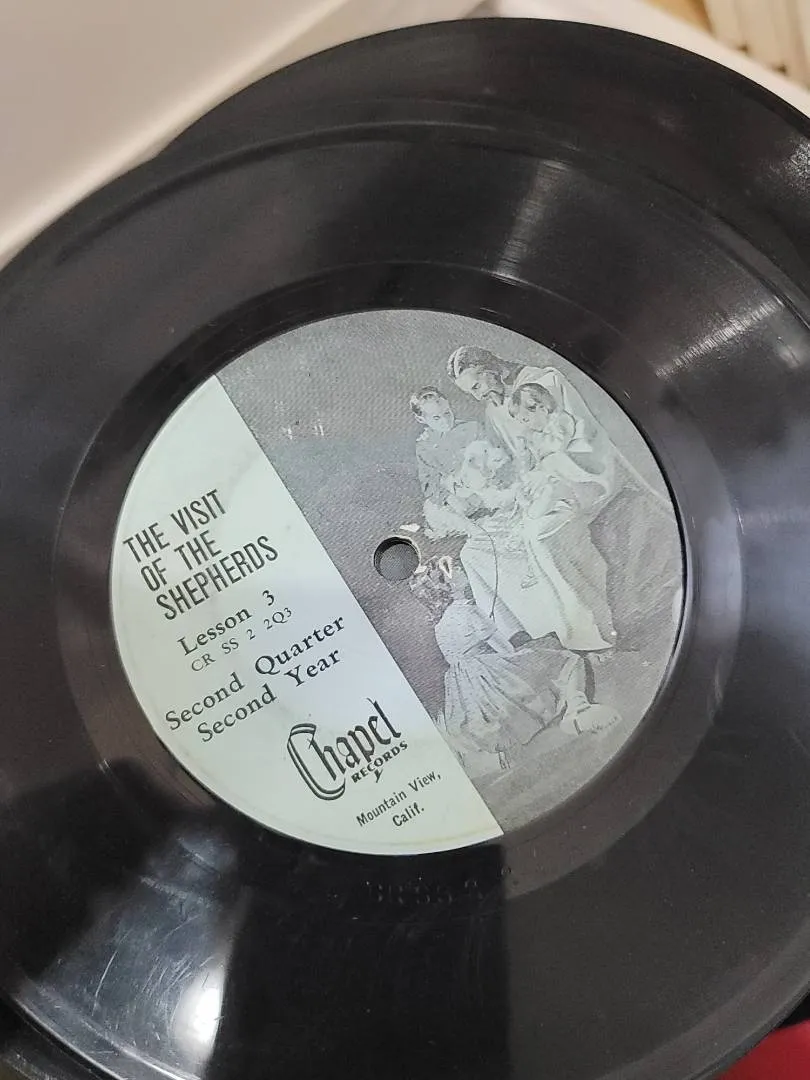 THE VISIT
OF THE
SHEPHERDS
Lesson 3
CR SS 2 2Q3
Second Quarter
Second Year
Chapel
RECORDS
Mountain View,
Calif.